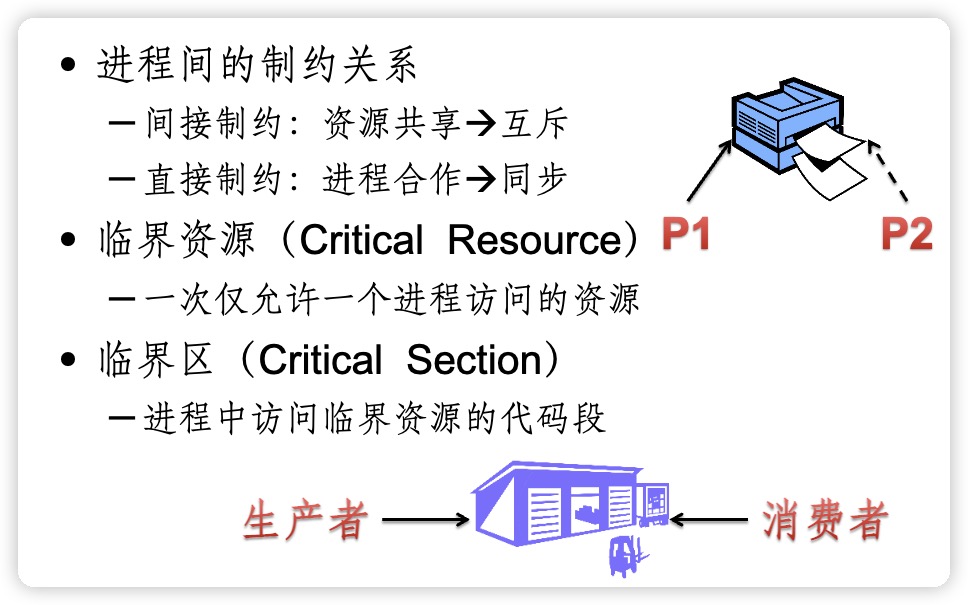 • 进程间的制约关系
– 间接制约：资源共享→互斥
– 直接制约：进程合作→同步
• 临界资源（Critical Resource）
– 一次仅允许一个进程访问的资源
• 临界区（Critical Section）
– 进程中访问临界资源的代码段
P1
P2
生产者
消费者